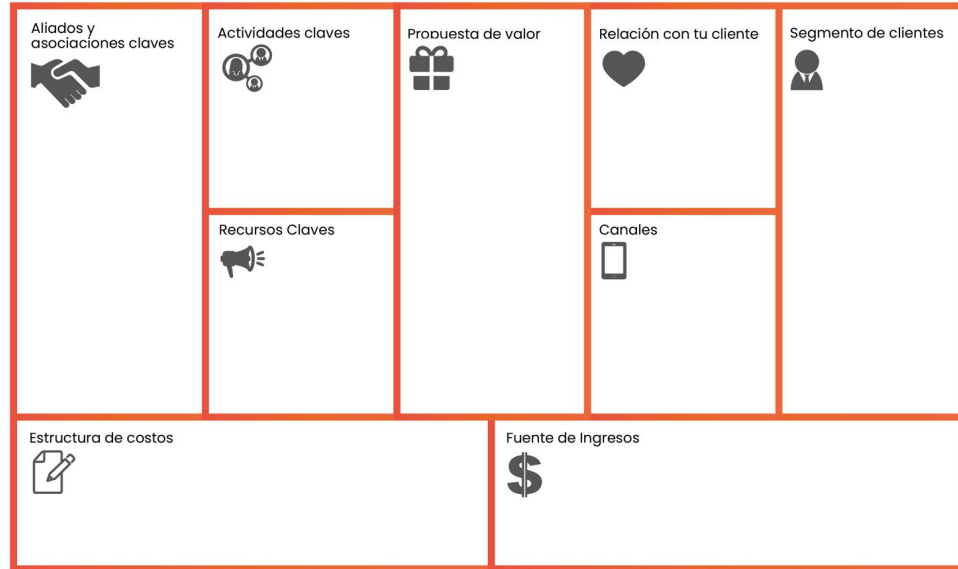 Aliados y
asociaciones claves
Actividades claves
Propuesta de valor
Relación con tu cliente
Segmento de clientes
Recursos Claves
Canales
Estructura de costos
Fuente de Ingresos
$